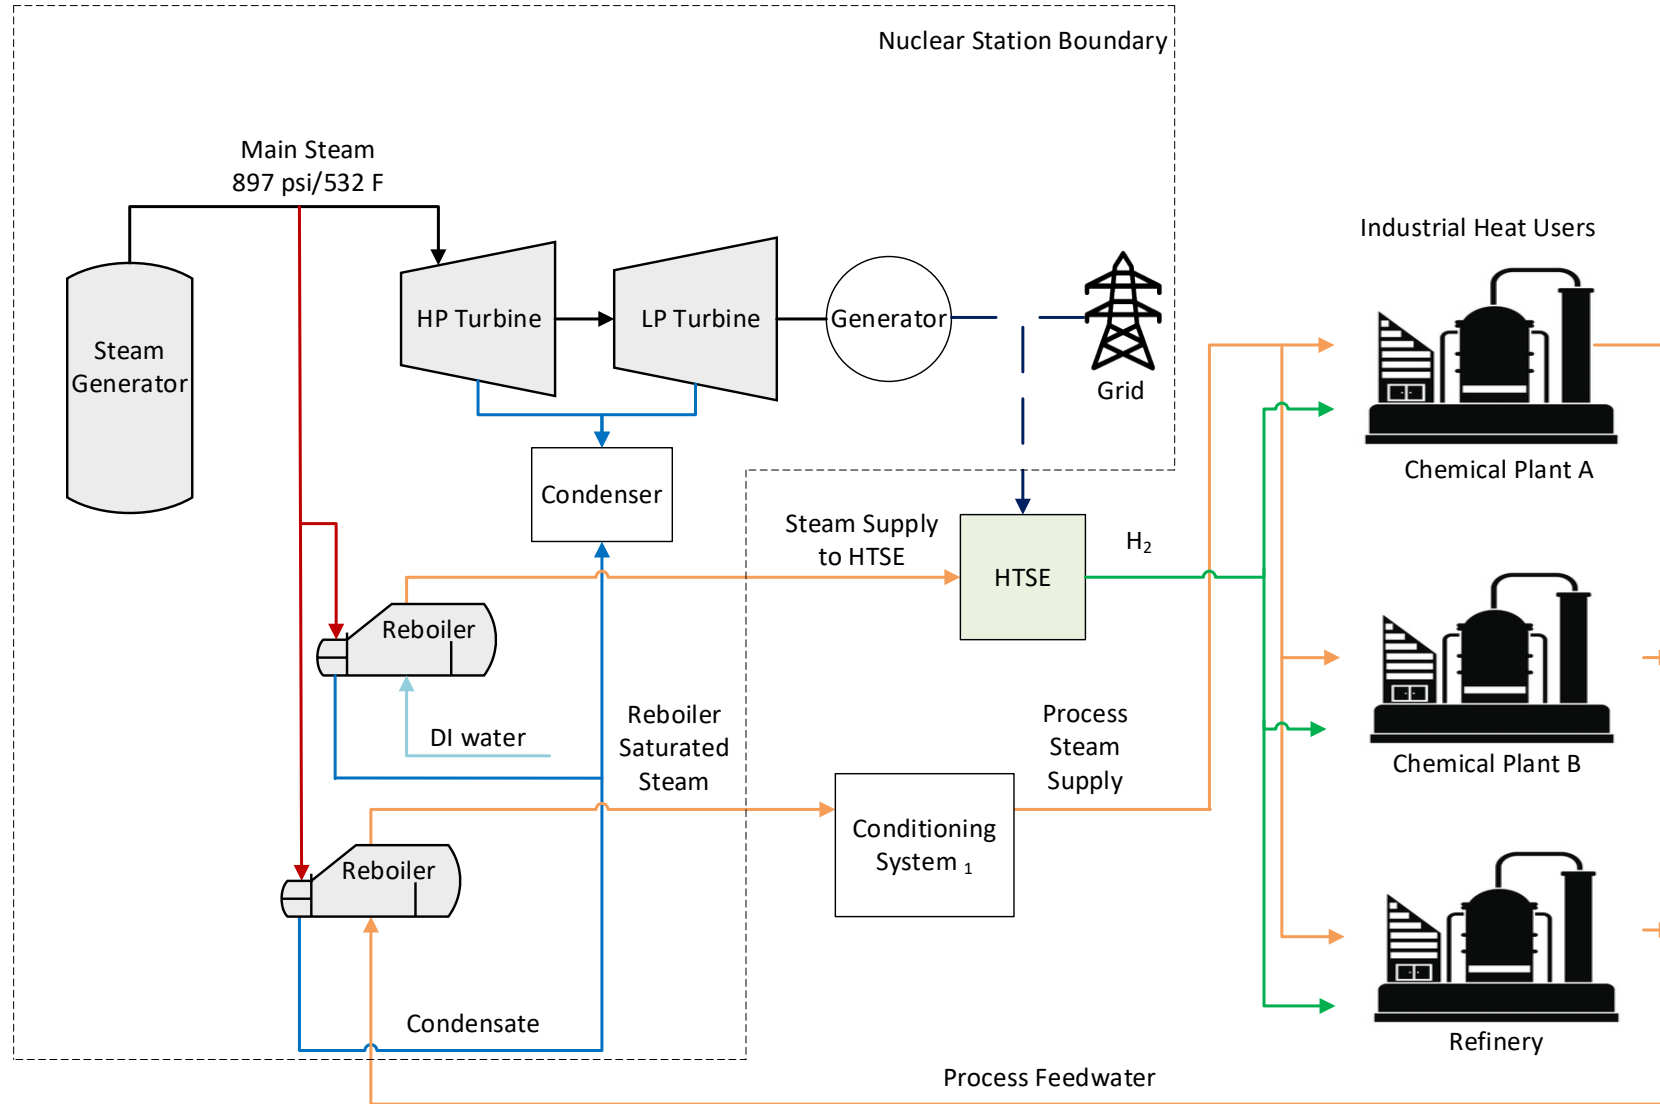 Nuclear Station Boundary
Main Steam
897 psi/532 F
Industrial Heat Users
Steam
Generator
HP Turbine
LP Turbine
Generator
Grid
Chemical Plant A
Condenser
Steam Supply
to HTSE
HTSE
H2
Reboiler
DI water
Reboiler
Saturated
Steam
Process
Steam
Supply
Chemical Plant B
Conditioning
System 1
Reboiler
Condensate
Refinery
Process Feedwater